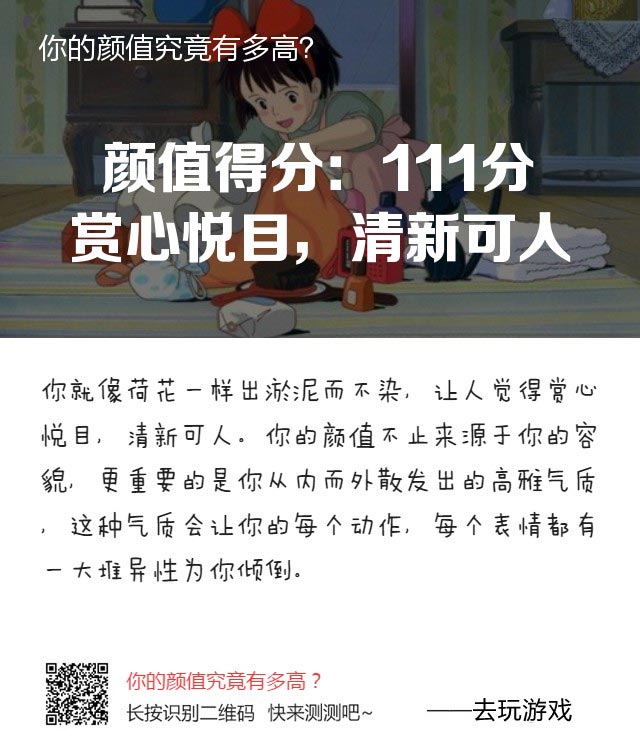 你的颜值究竟有多高？
颜值得分：111分
赏心悦目，清新可人
你就像荷花一样出淤泥而不染，让人觉得赏心
悦目，清新可人。你的颜值不止来源于你的容
貌，更重要的是你从内而外散发出的高雅气质
，这种气质会让你的每个动作，每个表情都有
一大堆异性为你倾倒。
你的颜值究竟有多高？
长按识别二维码 快来测测吧~
——去玩游戏